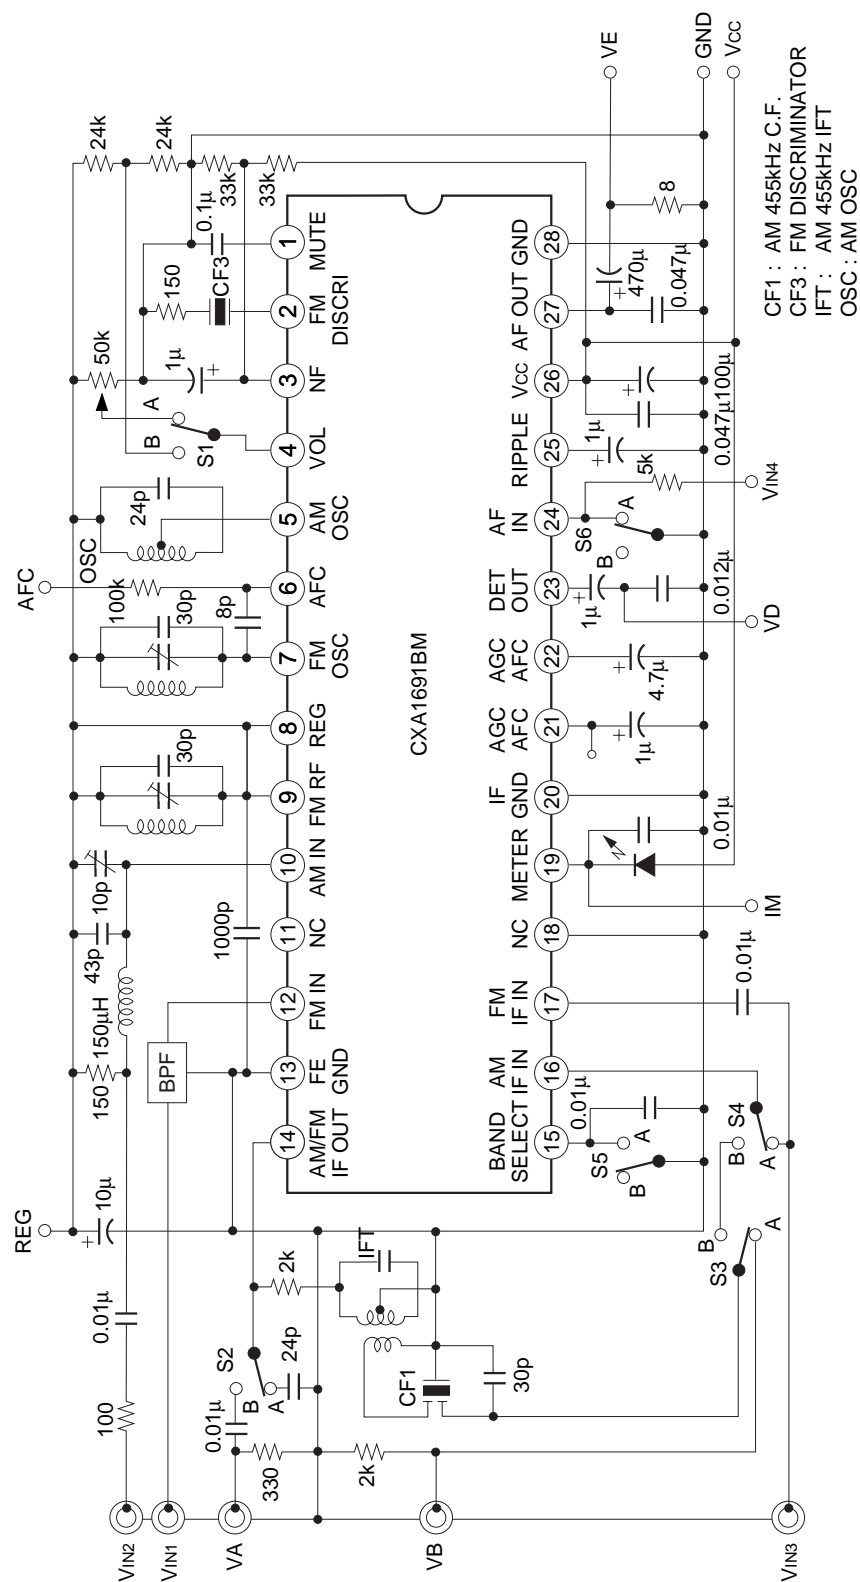 VE
GND
VCC
24k
24k
33k
33k
0.1µ
150
CF3
50k
1µ
A
B
S1
24p
OSC
AFC
100k
30p
8p
30p
10p
43p
1000p
150µH
150
BPF
REG
10µ
0.01µ
100
1
MUTE
2
FM
DISCRI
3
NF
4
VOL
5
AM
OSC
6
AFC
7
FM
OSC
8
REG
9
FM RF
10
AM IN
11
NC
12
FM IN
13
FE
GND
14
AM/FM
IF OUT
CXA1691BM
28
GND
27
AF OUT
26
VCC
25
RIPPLE
24
AF
IN
23
DET
OUT
22
AGC
AFC
21
AGC
AFC
20
IF
GND
19
METER
18
NC
17
FM
IF IN
16
AM
IF IN
15
BAND
SELECT
8
470µ
0.047µ
100µ
0.047µ
1µ
5k
VIN4
S6
A
B
1µ
0.012µ
VD
4.7µ
1µ
0.01µ
IM
0.01µ
0.01µ
S5
A
B
S4
B
A
B
A
S3
IFT
2k
S2
B
A
24p
0.01µ
330
CF1
30p
2k
VIN2
VIN1
VA
VB
VIN3
CF1 : AM 455kHz C.F.
CF3 : FM DISCRIMINATOR
IFT : AM 455kHz IFT
OSC : AM OSC